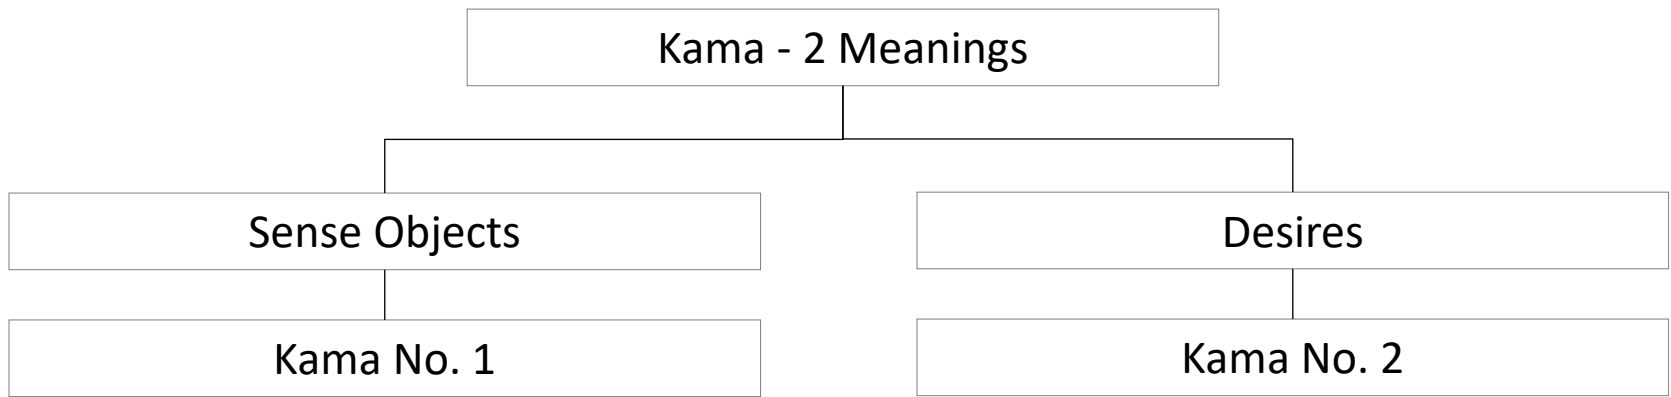 Kama - 2 Meanings
Sense Objects
Desires
Kama No. 1
Kama No. 2